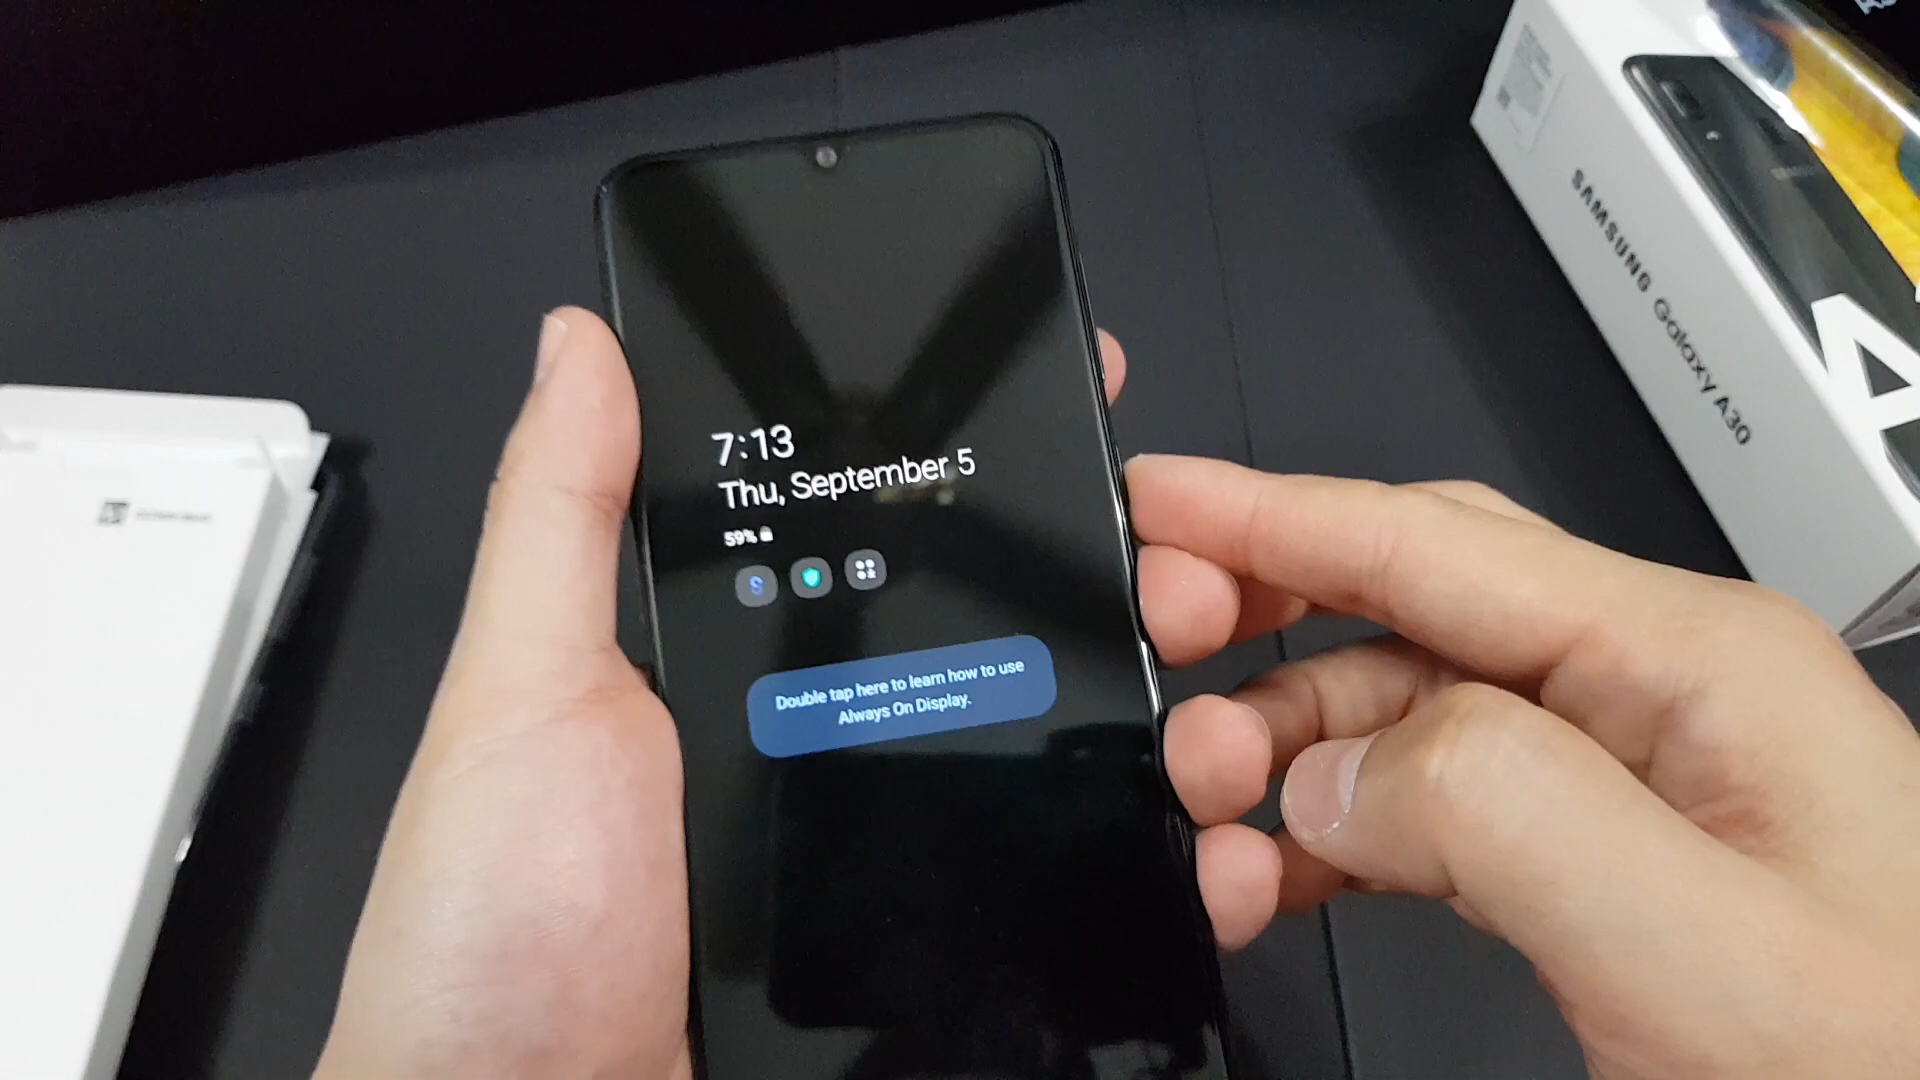 7:13
Thu, September 5
59%
Double tap here to learn how to use
Always On Display.
SAMSUNG Galaxy A30
A